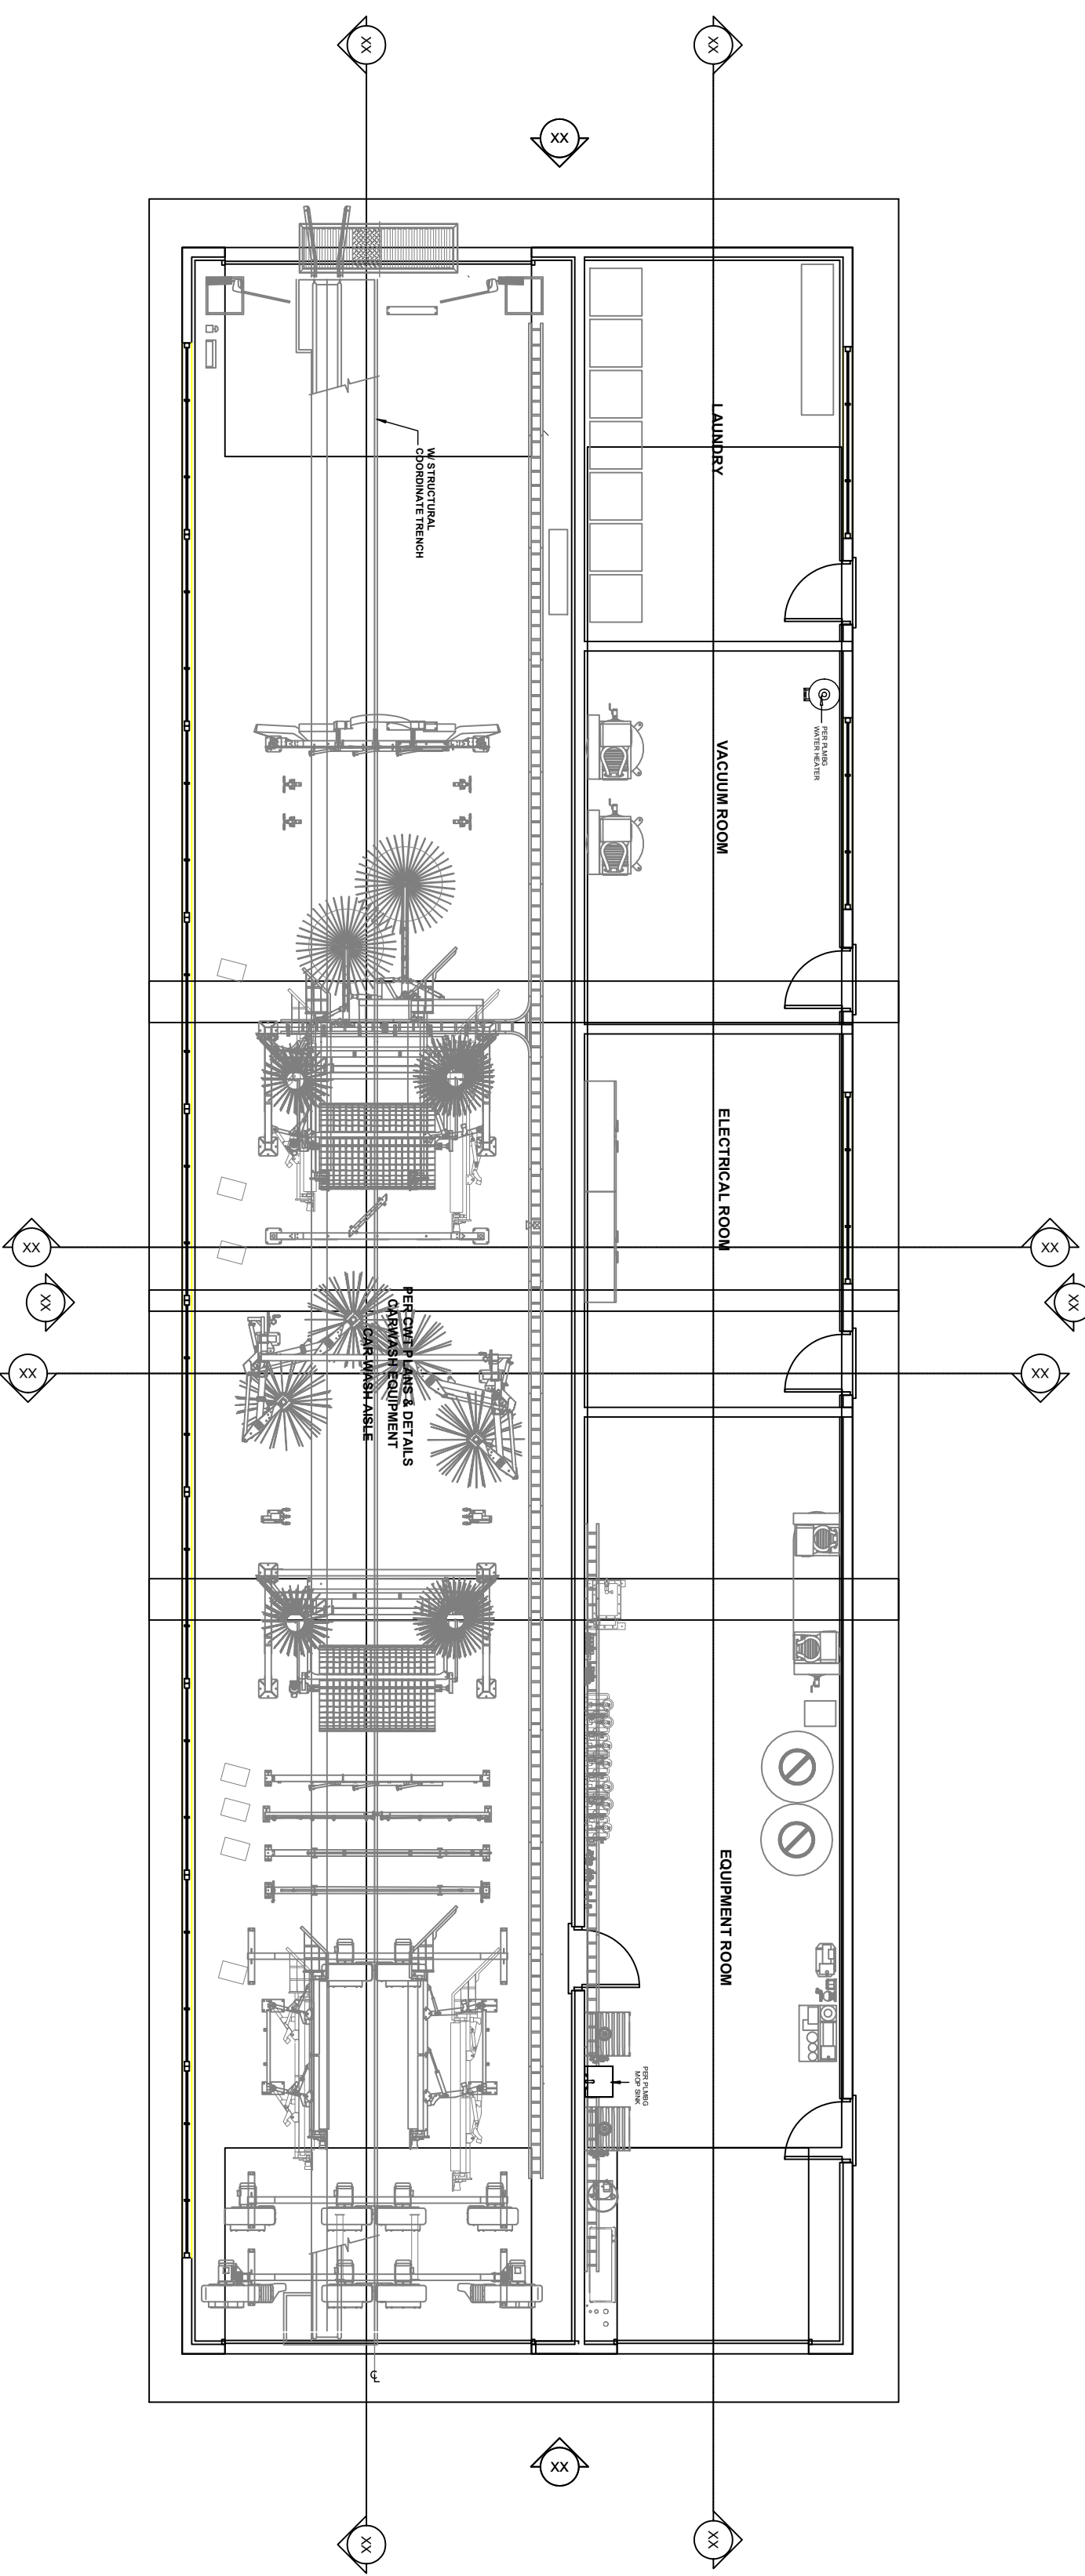 XX
XX
XX
LAUNDRY
W/ STRUCTURAL
COORDINATE TRENCH
PER PLMBG
WATER HEATER
VACUUM ROOM
ELECTRICAL ROOM
XX
XX
XX
XX
PER CWT PLANS & DETAILS
CARWASH EQUIPMENT
CAR WASH AISLE
XX
XX
EQUIPMENT ROOM
PER PLMBG
MOP SINK
CL
XX
XX
XX